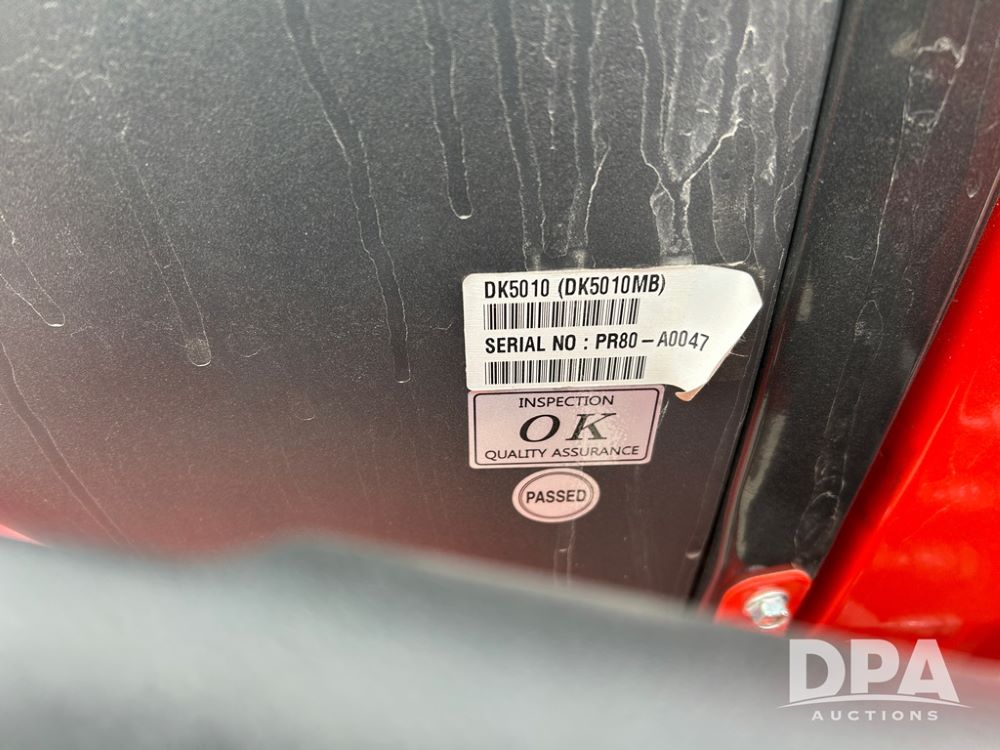 DK5010 (DK5010MB)
SERIAL NO : PR80-A0047
INSPECTION
OK
QUALITY ASSURANCE
PASSED
DPA
AUCTIONS